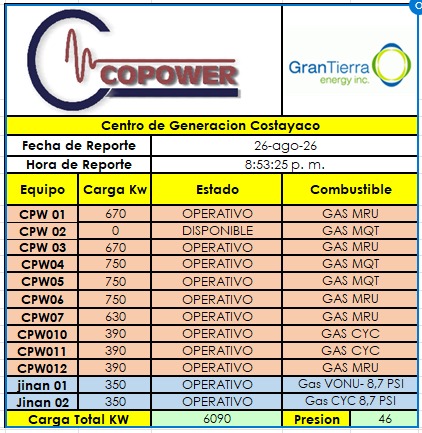 COPOWER
GranTierra
energy inc.
Centro de Generacion Costayaco
Fecha de Reporte 26-ago-26
Hora de Reporte 8:53:25 p. m.
Equipo Carga Kw Estado Combustible
CPW 01 670 OPERATIVO GAS MRU
CPW 02 0 DISPONIBLE GAS MQT
CPW 03 670 OPERATIVO GAS MRU
CPW04 750 OPERATIVO GAS MQT
CPW05 750 OPERATIVO GAS MQT
CPW06 750 OPERATIVO GAS MRU
CPW07 630 OPERATIVO GAS MRU
CPW010 390 OPERATIVO GAS CYC
CPW011 390 OPERATIVO GAS CYC
CPW012 390 OPERATIVO GAS MRU
jinan 01 350 OPERATIVO Gas VONU- 8,7 PSI
Jinan 02 350 OPERATIVO Gas CYC 8,7 PSI
Carga Total KW 6090 Presion 46